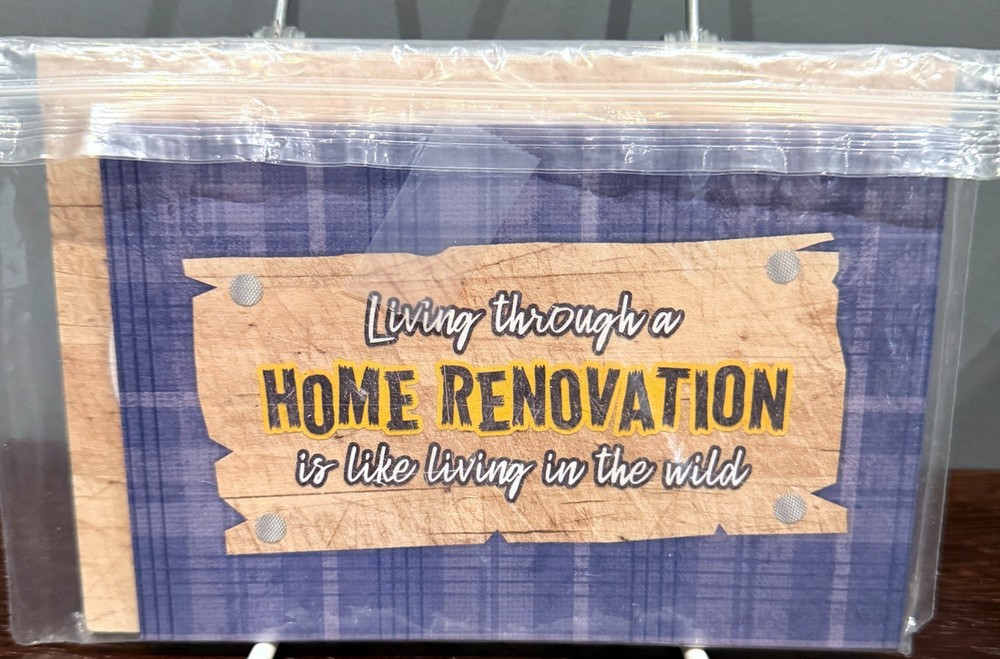 Living through a
HOME RENOVATION
is like living in the wild